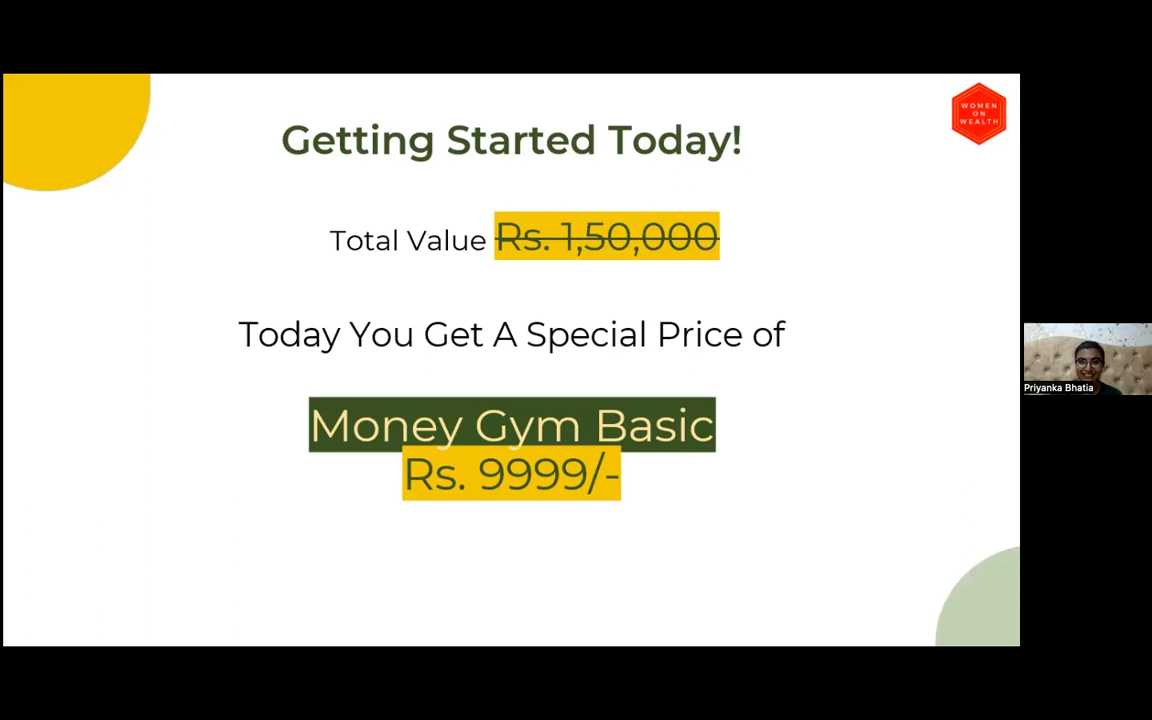 WOMEN
ON
WEALTH
Getting Started Today!
Total Value Rs. 1,50,000
Today You Get A Special Price of
Priyanka Bhatia
Money Gym Basic
Rs. 9999/-